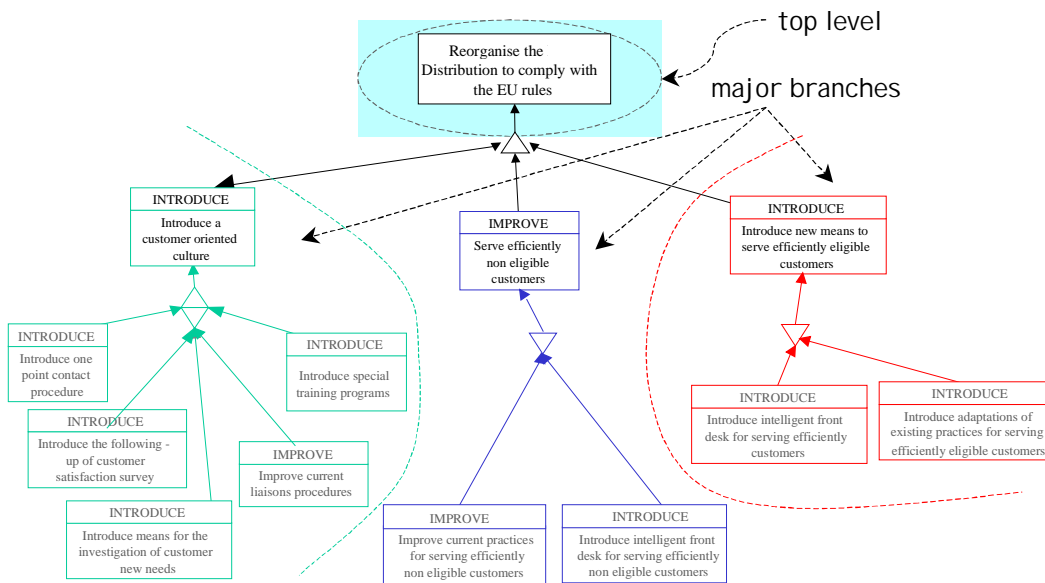 top level
Reorganise the
Distribution to comply with
the EU rules
major branches
INTRODUCE
Introduce a
customer oriented
culture
IMPROVE
Serve efficiently
non eligible
customers
INTRODUCE
Introduce new means to
serve efficiently eligible
customers
INTRODUCE
Introduce one
point contact
procedure
INTRODUCE
Introduce special
training programs
INTRODUCE
Introduce the following -
up of customer
satisfaction survey
IMPROVE
Improve current
liaisons procedures
INTRODUCE
Introduce means for the
investigation of customer
new needs
IMPROVE
Improve current practices
for serving efficiently
non eligible customers
INTRODUCE
Introduce intelligent front
desk for serving efficiently
non eligible customers
INTRODUCE
Introduce intelligent front
desk for serving efficiently
customers
INTRODUCE
Introduce adaptations of
existing practices for serving
efficiently eligible customers